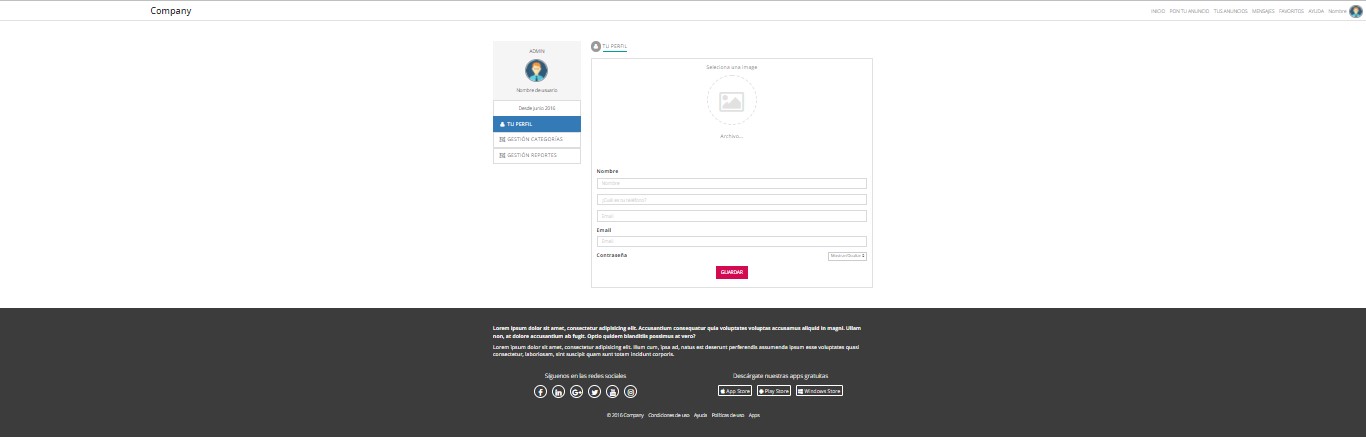 Company
INICIO PON TU ANUNCIO TUS ANUNCIOS MENSAJES FAVORITOS AYUDA Nombre
ADMIN
Nombre de usuario
Desde junio 2016
TU PERFIL
GESTIÓN CATEGORÍAS
GESTIÓN REPORTES
TU PERFIL
Selecciona una image
Archivo...
Nombre
Nombre
¿Cuál es tu teléfono?
Email
Email
Email
Contraseña
Mostrar/Ocultar
GUARDAR
Lorem ipsum dolor sit amet, consectetur adipisicing elit. Accusantium consequatur quia voluptates voluptas accusamus aliquid in magni. Ullam
non, at dolore accusantium ab fugit. Optio quidem blanditiis possimus at vero?
Lorem ipsum dolor sit amet, consectetur adipisicing elit. Illum cum, ipsa ad, natus est deserunt perferendis assumenda ipsum esse voluptates quasi
consectetur, laboriosam, sint suscipit quam sunt totam incidunt corporis.
Síguenos en las redes sociales
Descárgate nuestras apps gratuitas
App Store Play Store Windows Store
© 2016 Company Condiciones de uso Ayuda Políticas de uso Apps